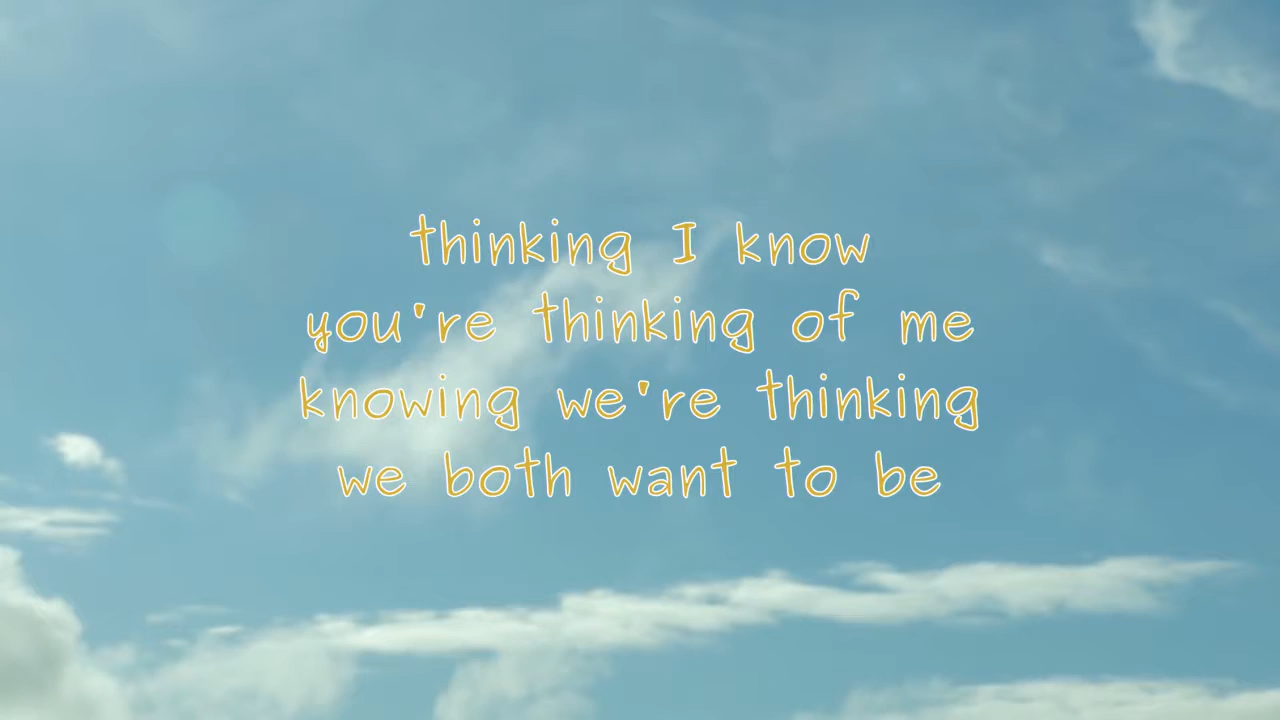 thinking I know
you're thinking of me
knowing we're thinking
we both want to be